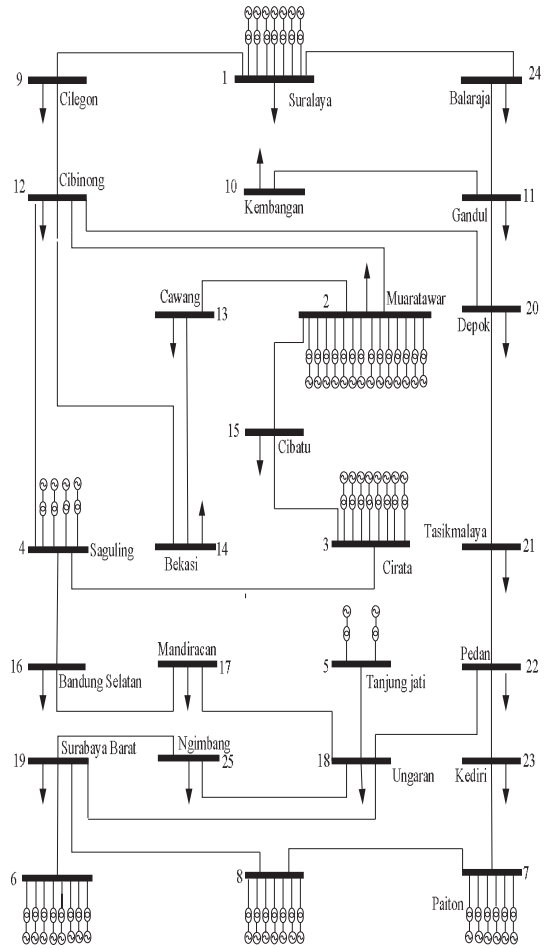 9
Cilegon
1
Suralaya
24
Balaraja
12
Cibinong
10
Kembangan
11
Gandul
Cawang
13
2
Muaratawar
20
Depok
15
Cibatu
4
Saguling
14
Bekasi
3
Cirata
Tasikmalaya
21
16
Bandung Selatan
Mandiracan
17
5
Tanjung jati
Pedan
22
19
Surabaya Barat
Ngimbang
25
18
Ungaran
23
Kediri
6
8
7
Paiton